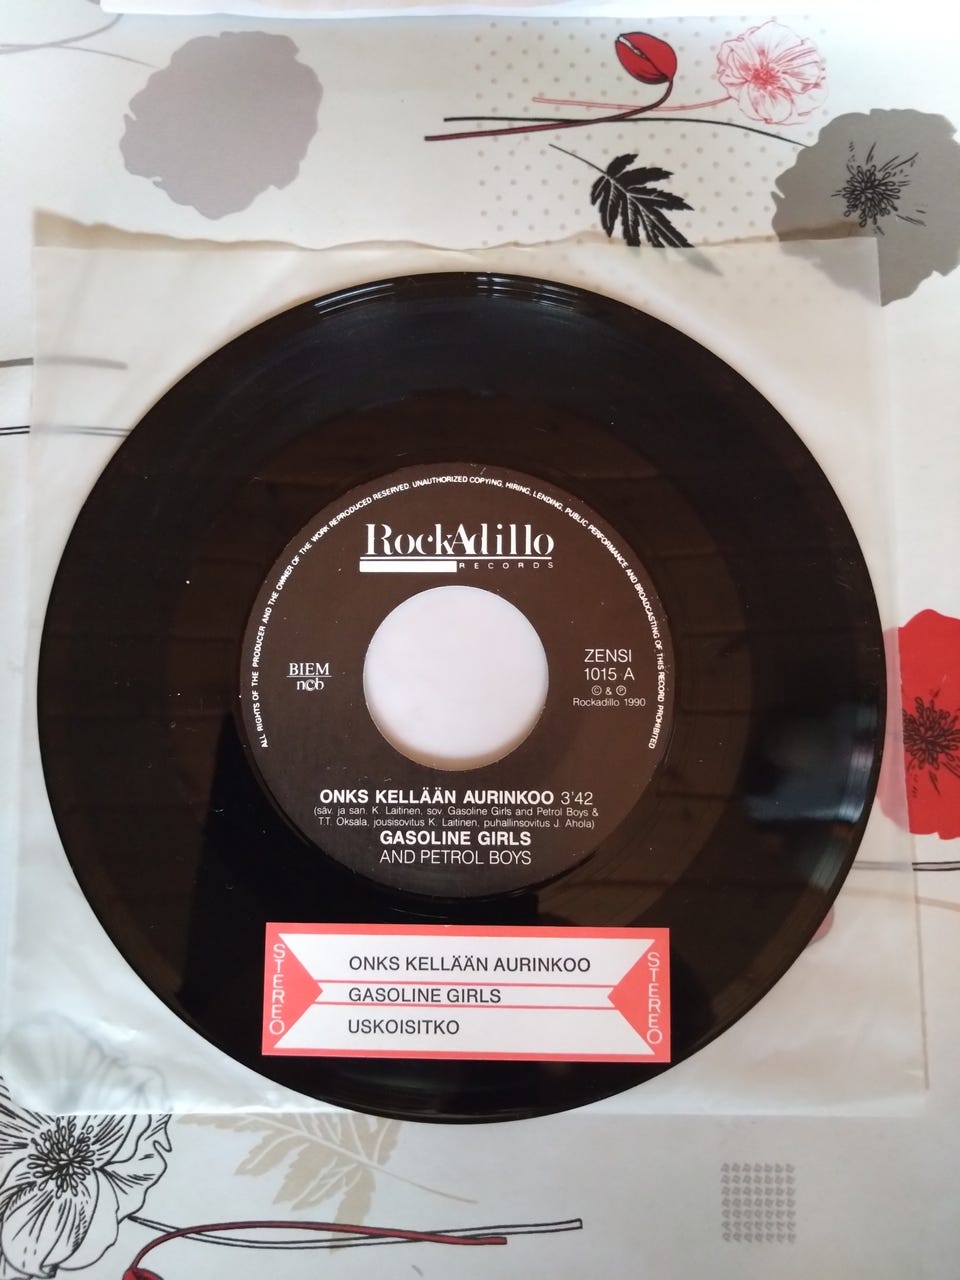 ALL RIGHTS OF THE PRODUCER AND THE OWNER OF THE WORK REPRODUCED RESERVED. UNAUTHORIZED COPYING, HIRING, LENDING, PUBLIC PERFORMANCE AND BROADCASTING OF THIS RECORD PROHIBITED
RockAdillo
RECORDS
BIEM
ncb
ZENSI
1015 A
© & ℗
Rockadillo 1990
ONKS KELLÄÄN AURINKOO 3'42
(säv. ja san. K. Laitinen, sov. Gasoline Girls and Petrol Boys &
T.T. Oksala, jousisovitus K. Laitinen, puhallinsovitus J. Ahola)
GASOLINE GIRLS
AND PETROL BOYS
STEREO
ONKS KELLÄÄN AURINKOO
GASOLINE GIRLS
USKOISITKO
STEREO